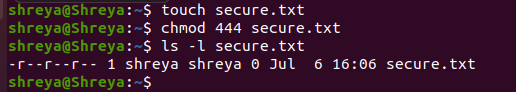 shreya@Shreya:~$ touch secure.txt
shreya@Shreya:~$ chmod 444 secure.txt
shreya@Shreya:~$ ls -l secure.txt
-r--r--r-- 1 shreya shreya 0 Jul  6 16:06 secure.txt
shreya@Shreya:~$